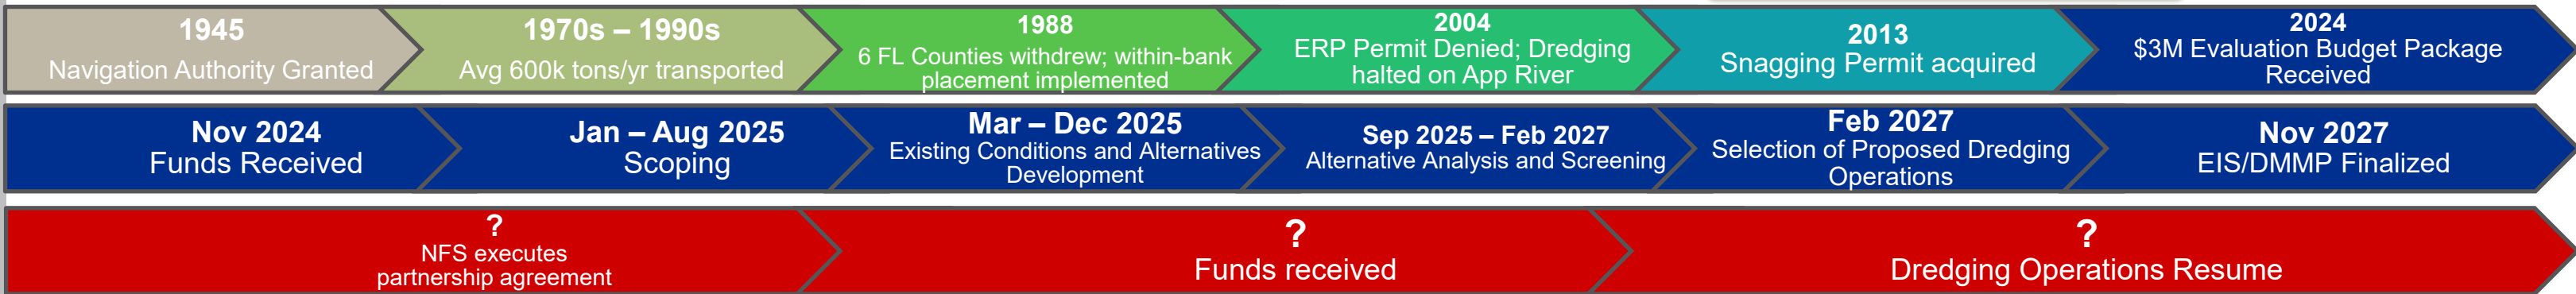 1945
Navigation Authority Granted
1970s – 1990s
Avg 600k tons/yr transported
1988
6 FL Counties withdrew; within-bank
placement implemented
2004
ERP Permit Denied; Dredging
halted on App River
2013
Snagging Permit acquired
2024
$3M Evaluation Budget Package
Received
Nov 2024
Funds Received
Jan – Aug 2025
Scoping
Mar – Dec 2025
Existing Conditions and Alternatives
Development
Sep 2025 – Feb 2027
Alternative Analysis and Screening
Feb 2027
Selection of Proposed Dredging
Operations
Nov 2027
EIS/DMMP Finalized
?
NFS executes
partnership agreement
?
Funds received
?
Dredging Operations Resume